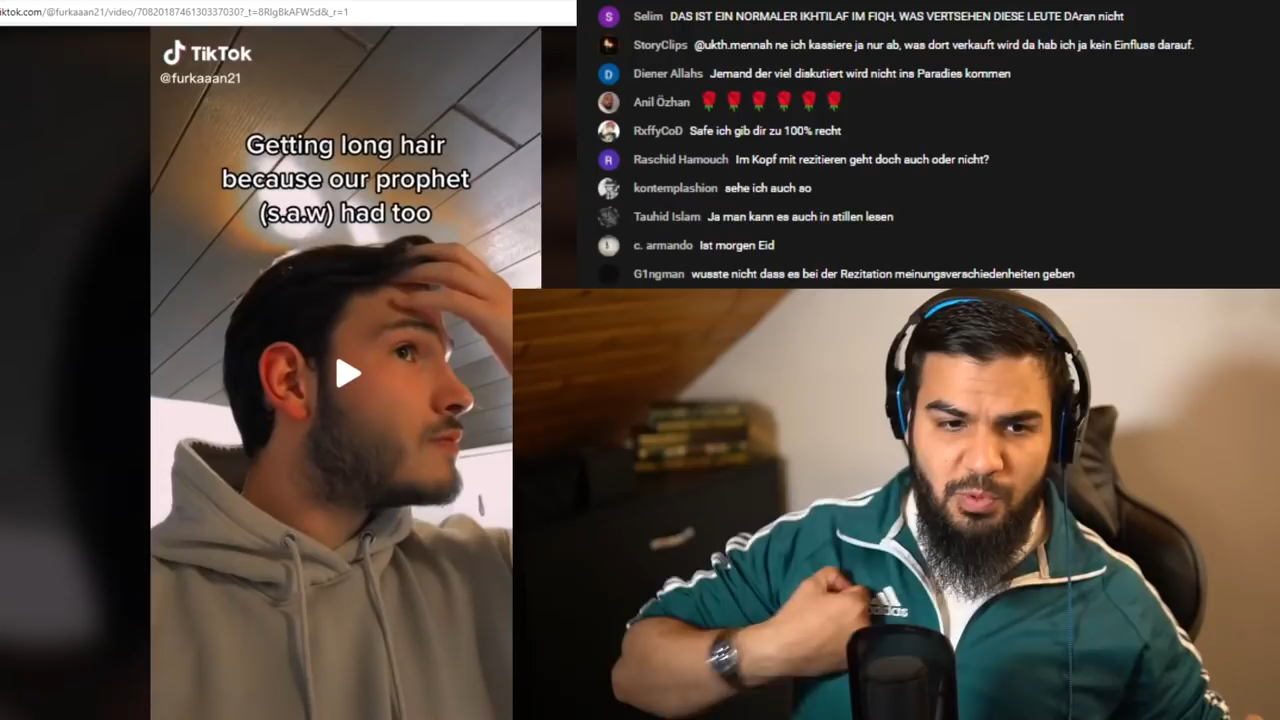 iktok.com/@furkaaan21/video/7082018746130337030?_t=8RlgBkAFW5d&_r=1
TikTok
@furkaaan21
Getting long hair
because our prophet
(s.a.w) had too
S Selim DAS IST EIN NORMALER IKHTILAF IM FIQH, WAS VERTSEHEN DIESE LEUTE DAran nicht
StoryClips @ukth.mennah ne ich kassiere ja nur ab, was dort verkauft wird da hab ich ja kein Einfluss darauf.
D Diener Allahs Jemand der viel diskutiert wird nicht ins Paradies kommen
Anil Özhan
RxffyCoD Safe ich gib dir zu 100% recht
R Raschid Hamouch Im Kopf mit rezitieren geht doch auch oder nicht?
kontemplashion sehe ich auch so
Tauhid Islam Ja man kann es auch in stillen lesen
c. armando Ist morgen Eid
G1ngman wusste nicht dass es bei der Rezitation meinungsverschiedenheiten geben
adidas